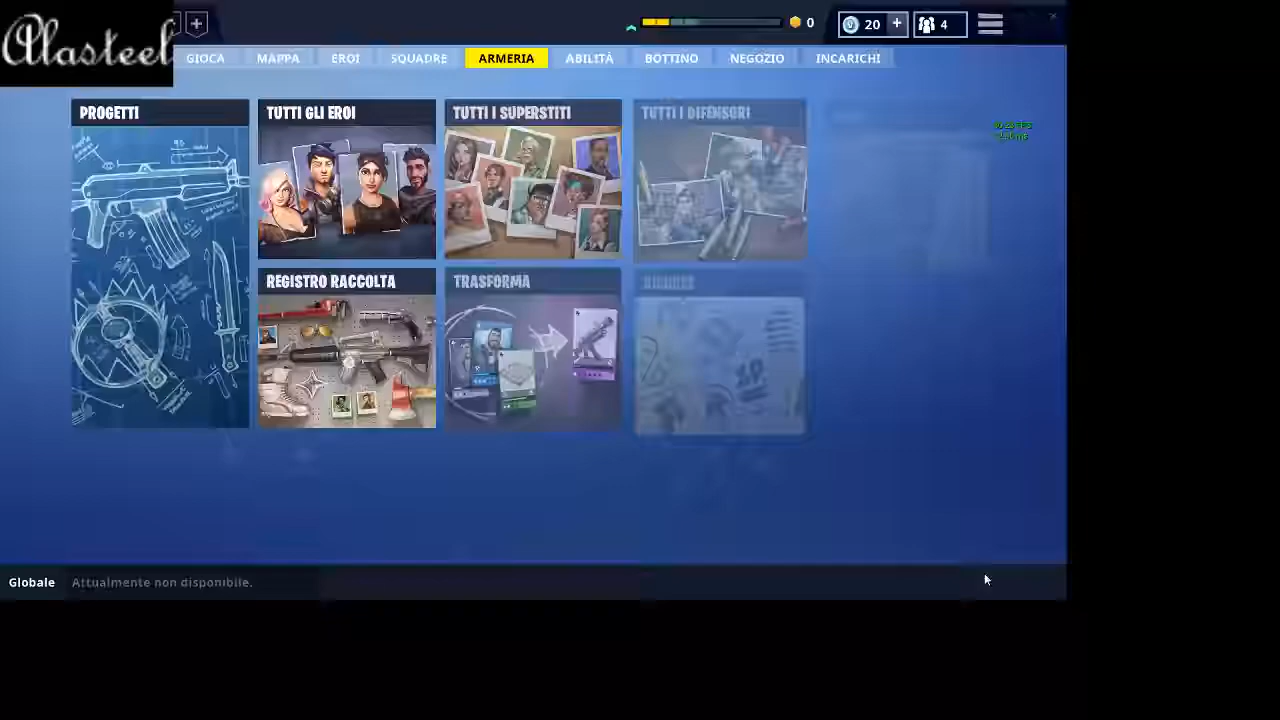 Alasteel
0
20
4
GIOCA
MAPPA
EROI
SQUADRE
ARMERIA
ABILITÀ
BOTTINO
NEGOZIO
INCARICHI
PROGETTI
TUTTI GLI EROI
TUTTI I SUPERSTITI
TUTTI I DIFENSORI
REGISTRO RACCOLTA
TRASFORMA
Globale
Attualmente non disponibile.